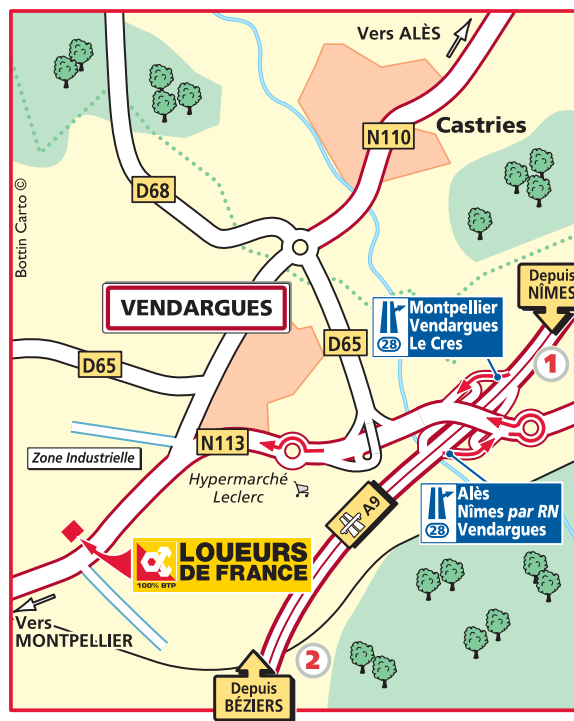 Vers ALÈS
Castries
N110
D68
Bottin Carto ©
Depuis
NÎMES
VENDARGUES
Montpellier
Vendargues
Le Cres
28
1
D65
D65
N113
Zone Industrielle
Hypermarché
Leclerc
A9
Alès
Nîmes par RN
Vendargues
28
LOUEURS
DE FRANCE
100% BTP
Vers
MONTPELLIER
2
Depuis
BÉZIERS